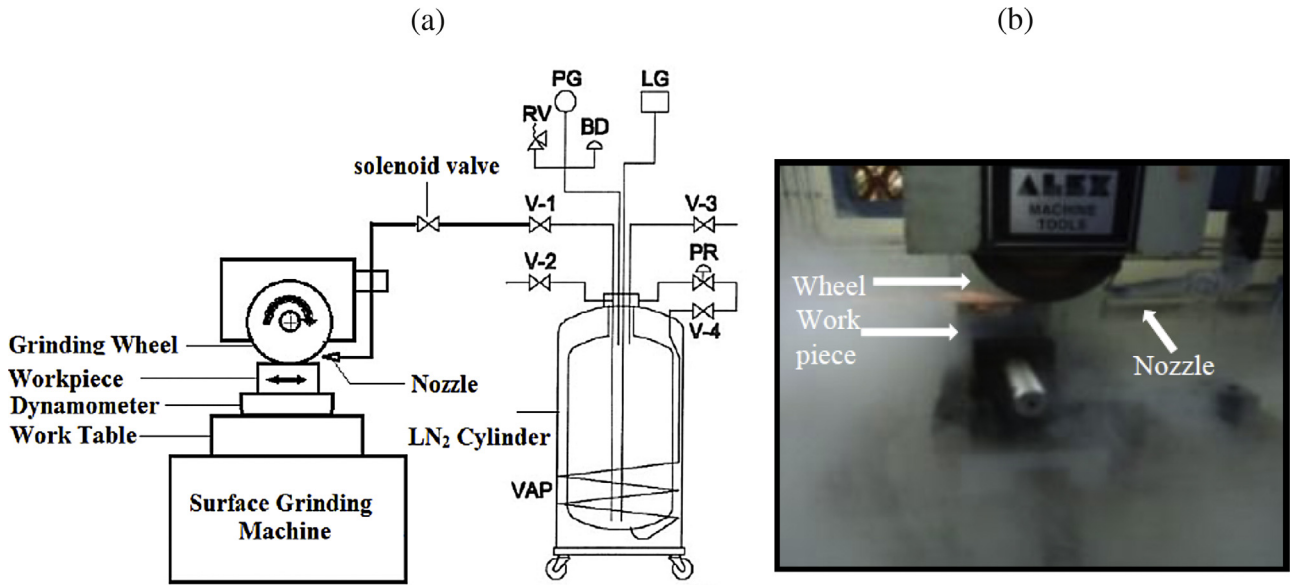 (a)
(b)
PG
LG
RV
BD
solenoid valve
V-1
V-3
V-2
PR
V-4
Grinding Wheel
Workpiece
Nozzle
Dynamometer
Work Table
LN₂ Cylinder
VAP
Surface Grinding
Machine
ALEX
MACHINE
TOOLS
Wheel
Work
piece
Nozzle